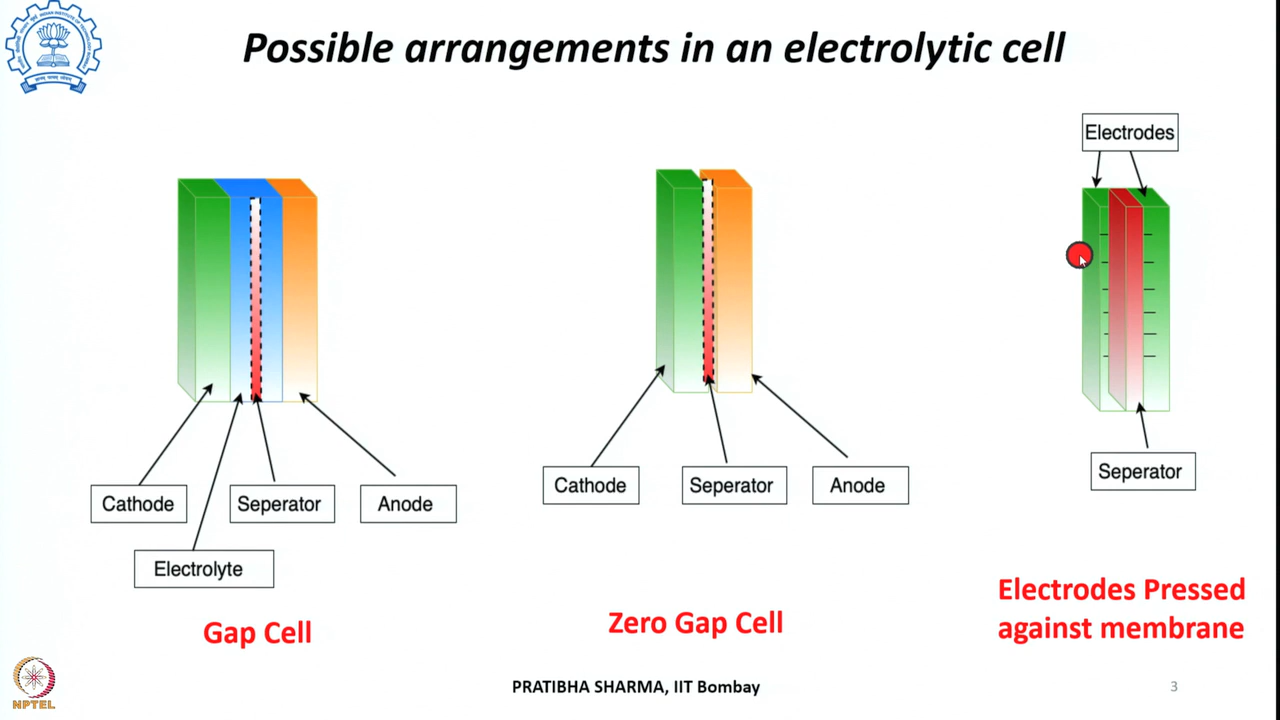 Possible arrangements in an electrolytic cell
Cathode
Seperator
Anode
Electrolyte
Gap Cell
Cathode
Seperator
Anode
Zero Gap Cell
Electrodes
Seperator
Electrodes Pressed
against membrane
NPTEL
PRATIBHA SHARMA, IIT Bombay
3